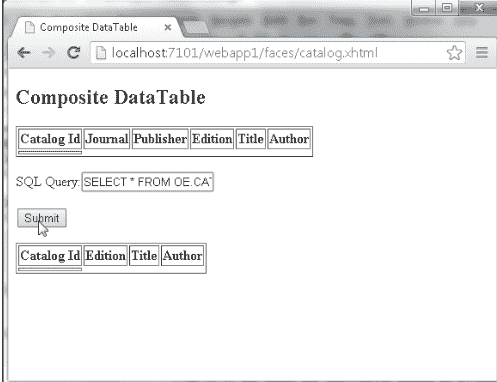 Composite DataTable
localhost:7101/webapp1/faces/catalog.xhtml
Composite DataTable
Catalog Id Journal Publisher Edition Title Author
SQL Query: SELECT * FROM OE.CAT
Submit
Catalog Id Edition Title Author